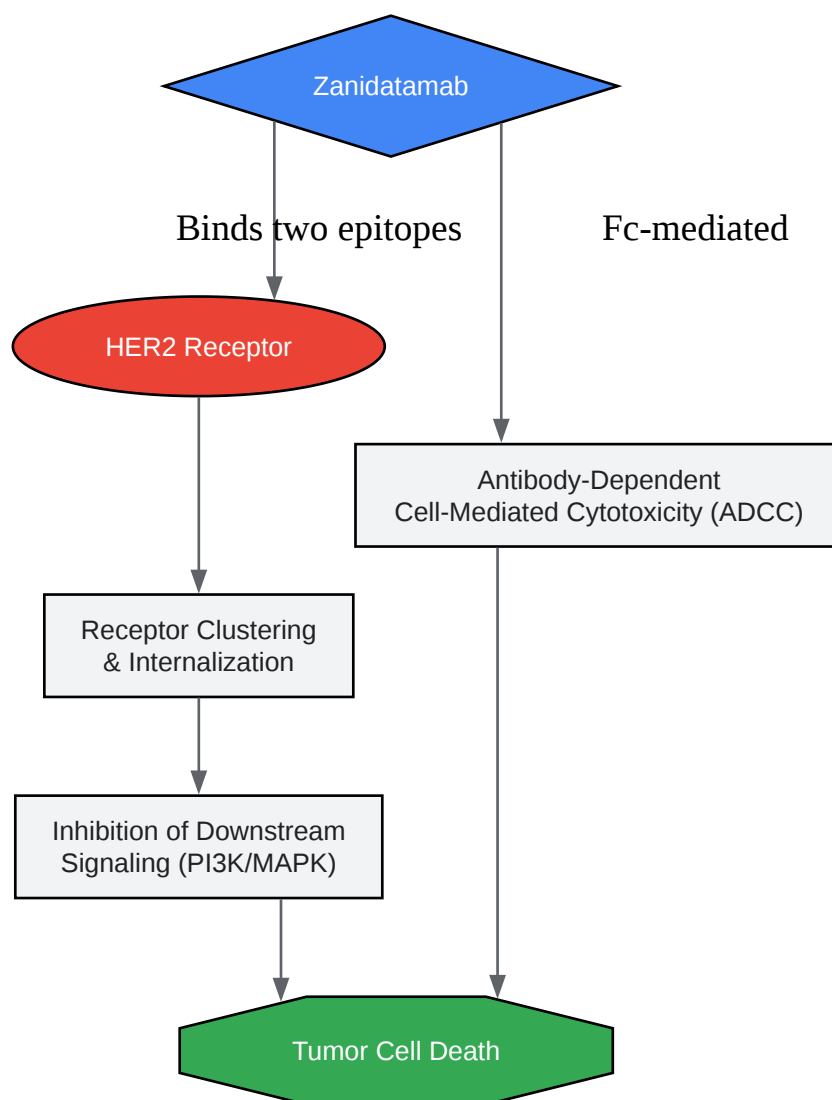 Zanidatamab
Binds two epitopes
Fc-mediated
HER2 Receptor
Antibody-Dependent
Cell-Mediated Cytotoxicity (ADCC)
Receptor Clustering
& Internalization
Inhibition of Downstream
Signaling (PI3K/MAPK)
Tumor Cell Death